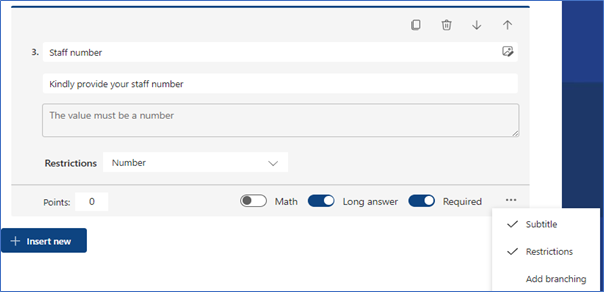 3. Staff number
Kindly provide your staff number
The value must be a number
Restrictions Number
Points: 0 Math Long answer Required ...
Subtitle
+ Insert new
Restrictions
Add branching